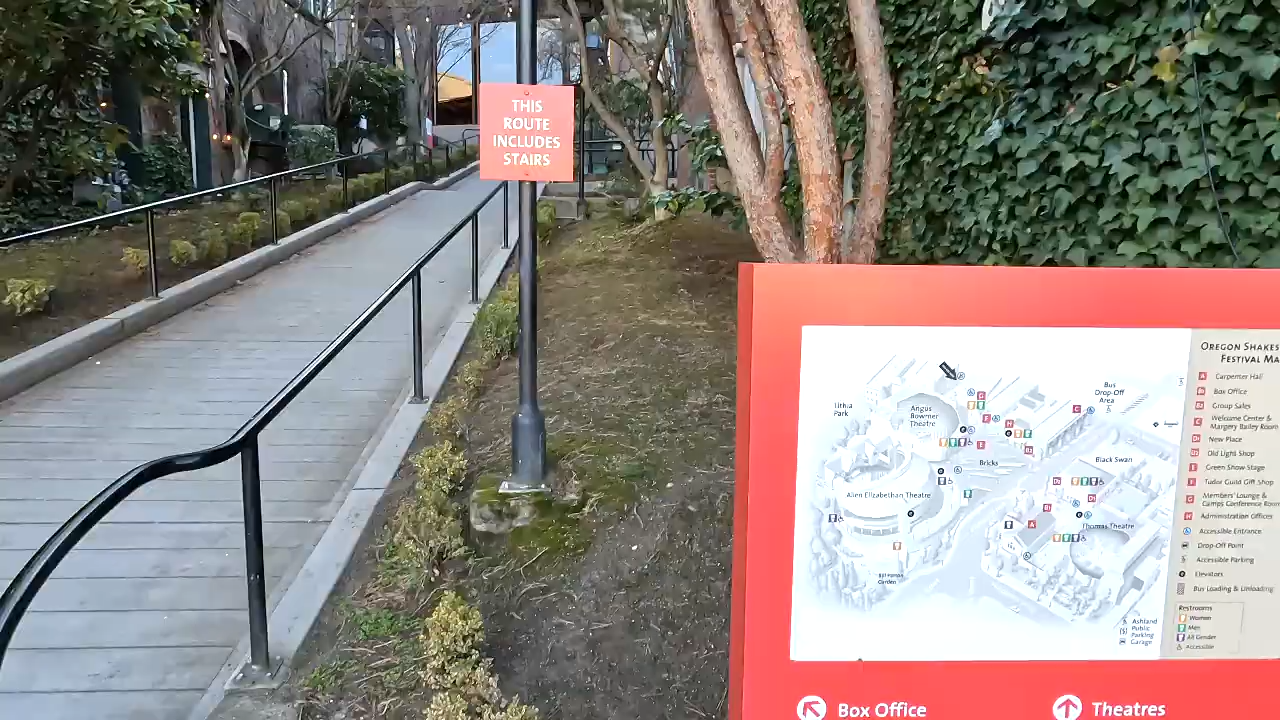 THIS
ROUTE
INCLUDES
STAIRS
OREGON SHAKES
FESTIVAL MA
Lithia
Park
Angus
Bowmer
Theatre
Bus
Drop-Off
Area
Bricks
Black Swan
Allen Elizabethan Theatre
Thomas Theatre
Bill Patton
Garden
Ashland
Public
Parking
Garage
Carpenter Hall
Box Office
Group Sales
Welcome Center &
Margery Bailey Room
New Place
Old Light Shop
Green Show Stage
Tudor Guild Gift Shop
Members' Lounge &
Camps Conference Room
Administration Offices
Accessible Entrance
Drop-Off Point
Accessible Parking
Elevators
Bus Loading & Unloading
Restrooms
Women
Men
All Gender
Accessible
Box Office
Theatres